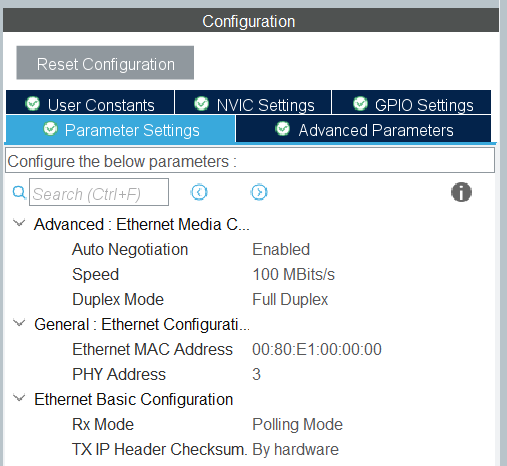 Configuration
Reset Configuration
User Constants NVIC Settings GPIO Settings
Parameter Settings Advanced Parameters
Configure the below parameters :
Search (Ctrl+F)
Advanced : Ethernet Media C...
Auto Negotiation Enabled
Speed 100 MBits/s
Duplex Mode Full Duplex
General : Ethernet Configurati...
Ethernet MAC Address 00:80:E1:00:00:00
PHY Address 3
Ethernet Basic Configuration
Rx Mode Polling Mode
TX IP Header Checksum. By hardware